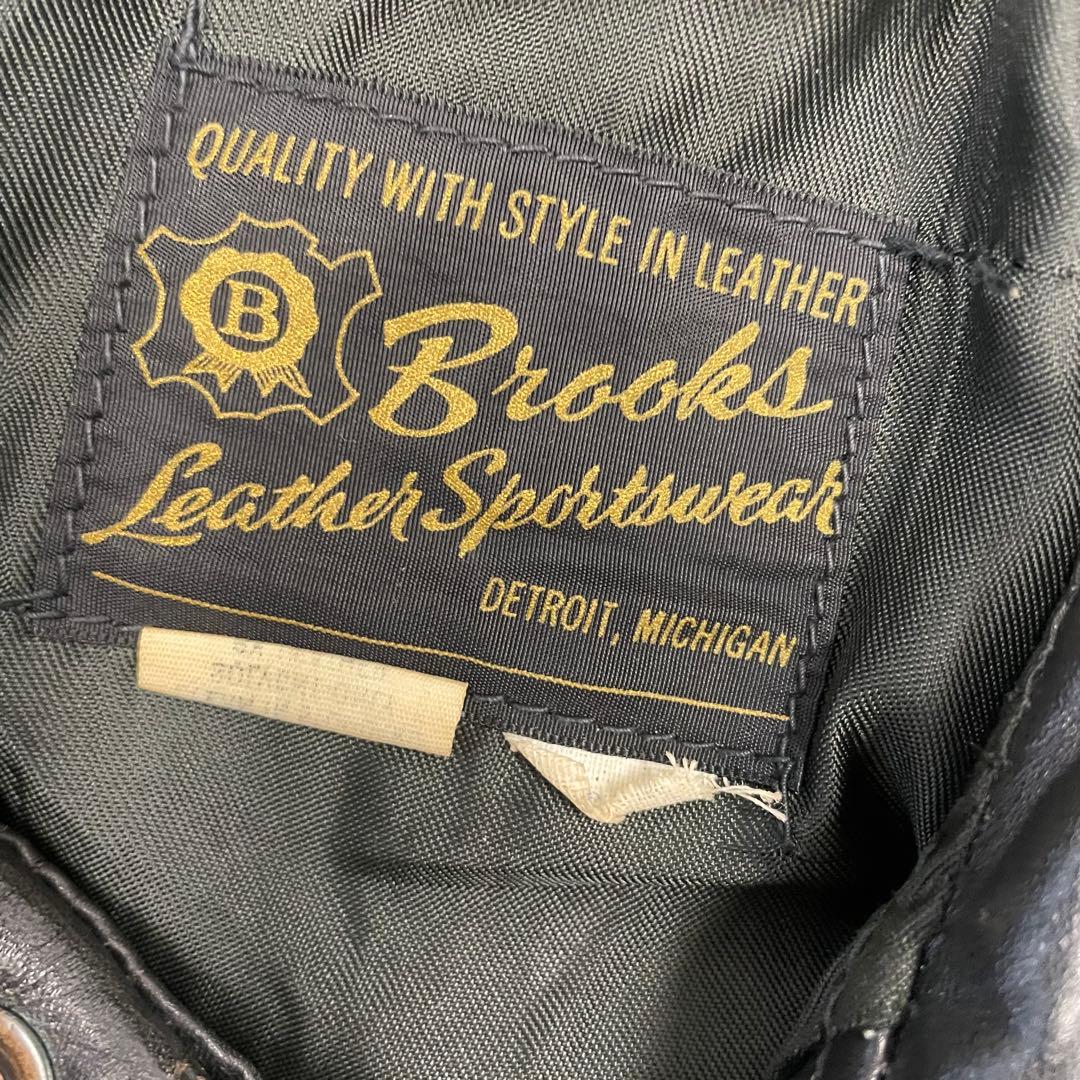 QUALITY WITH STYLE IN LEATHER
B
Brooks
Leather Sportswear
DETROIT, MICHIGAN